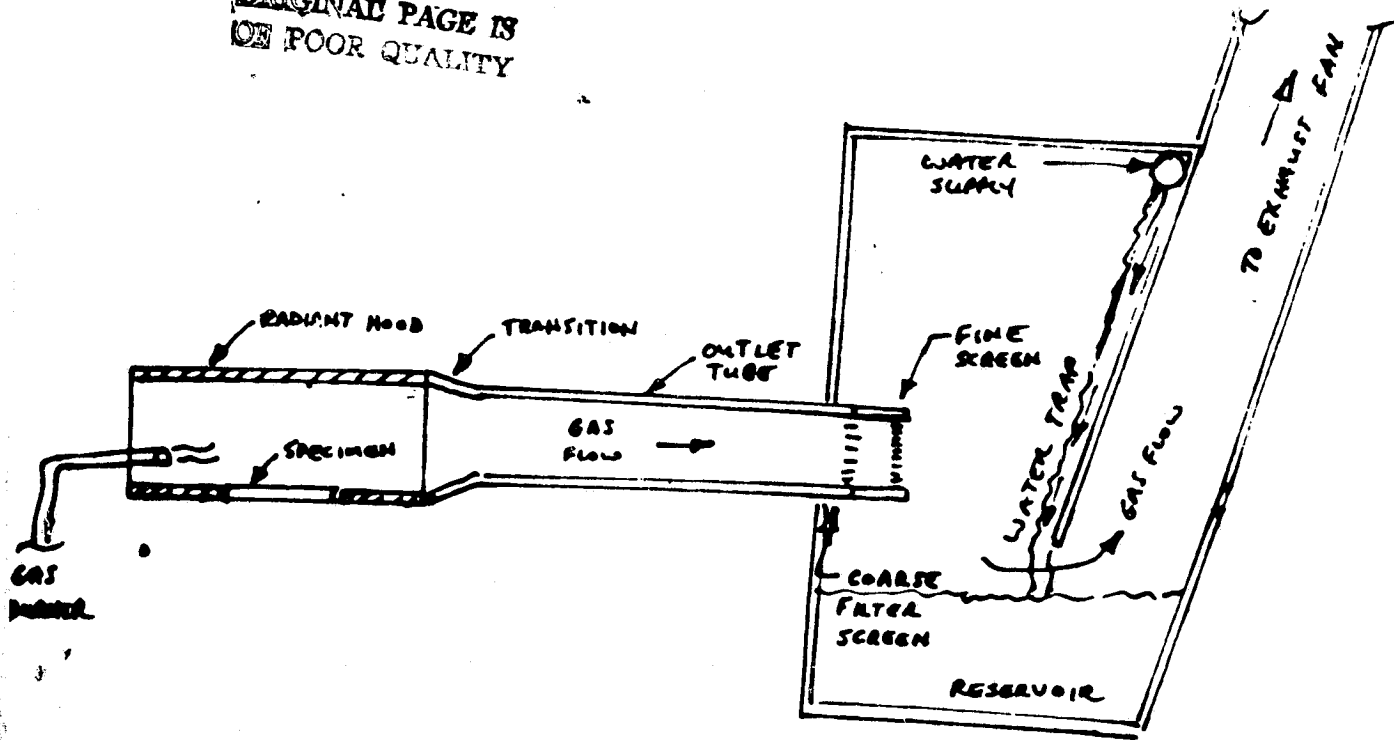 ORIGINAL PAGE IS
OF POOR QUALITY
TO EXHAUST FAN
WATER
SUPPLY
RADIANT HOOD
TRANSITION
OUTLET
TUBE
FINE
SCREEN
GAS
FLOW
SPECIMEN
WATER TRAP
GAS FLOW
GAS
BURNER
COARSE
FILTER
SCREEN
RESERVOIR